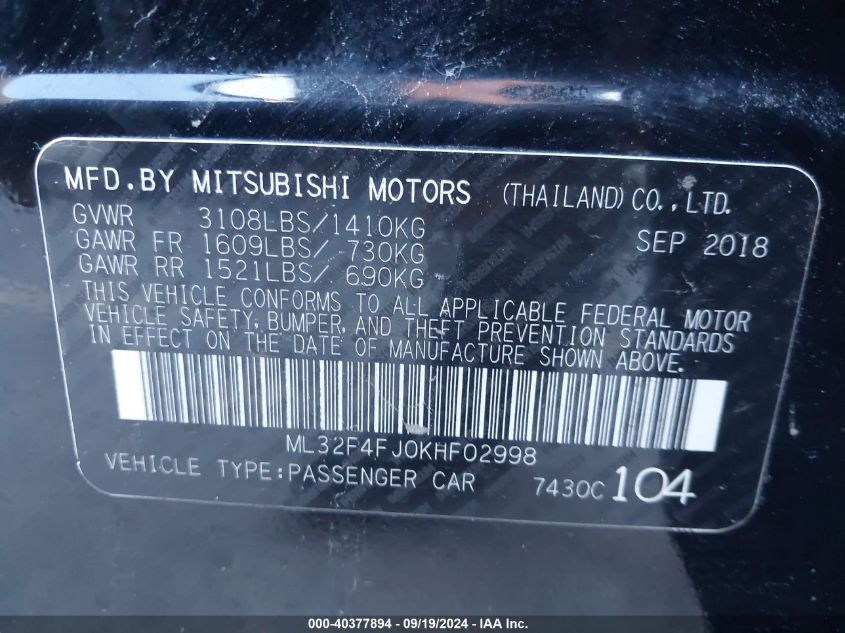 MFD.BY MITSUBISHI MOTORS (THAILAND)CO.,LTD.
GVWR 3108LBS/1410KG SEP 2018
GAWR FR 1609LBS/ 730KG
GAWR RR 1521LBS/ 690KG
THIS VEHICLE CONFORMS TO ALL APPLICABLE FEDERAL MOTOR
VEHICLE SAFETY, BUMPER, AND THEFT PREVENTION STANDARDS
IN EFFECT ON THE DATE OF MANUFACTURE SHOWN ABOVE.
ML32F4FJ0KHF02998
VEHICLE TYPE:PASSENGER CAR 7430C 104
000-40377894 - 09/19/2024 - IAAI Inc.